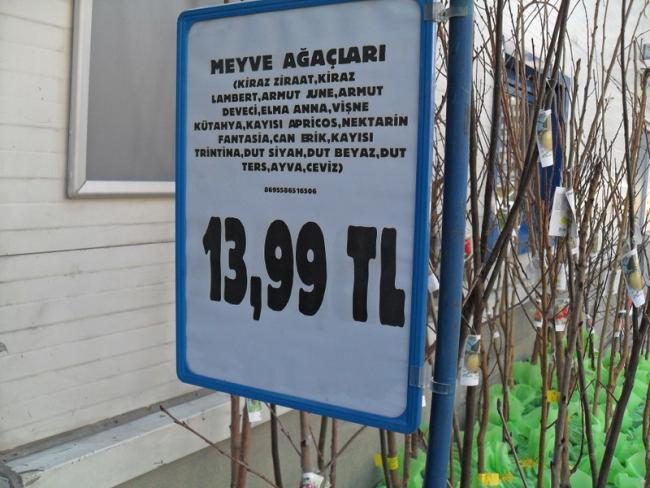 MEYVE AĞAÇLARI
(KİRAZ ZİRAAT,KİRAZ
LAMBERT,ARMUT JUNE,ARMUT
DEVECİ,ELMA ANNA,VİŞNE
KÜTAHYA,KAYISI APRICOS,NEKTARİN
FANTASİA,CAN ERİK,KAYISI
TRİNTİNA,DUT SİYAH,DUT BEYAZ,DUT
TERS,AYVA,CEVİZ)
8695586516506
13,99 TL